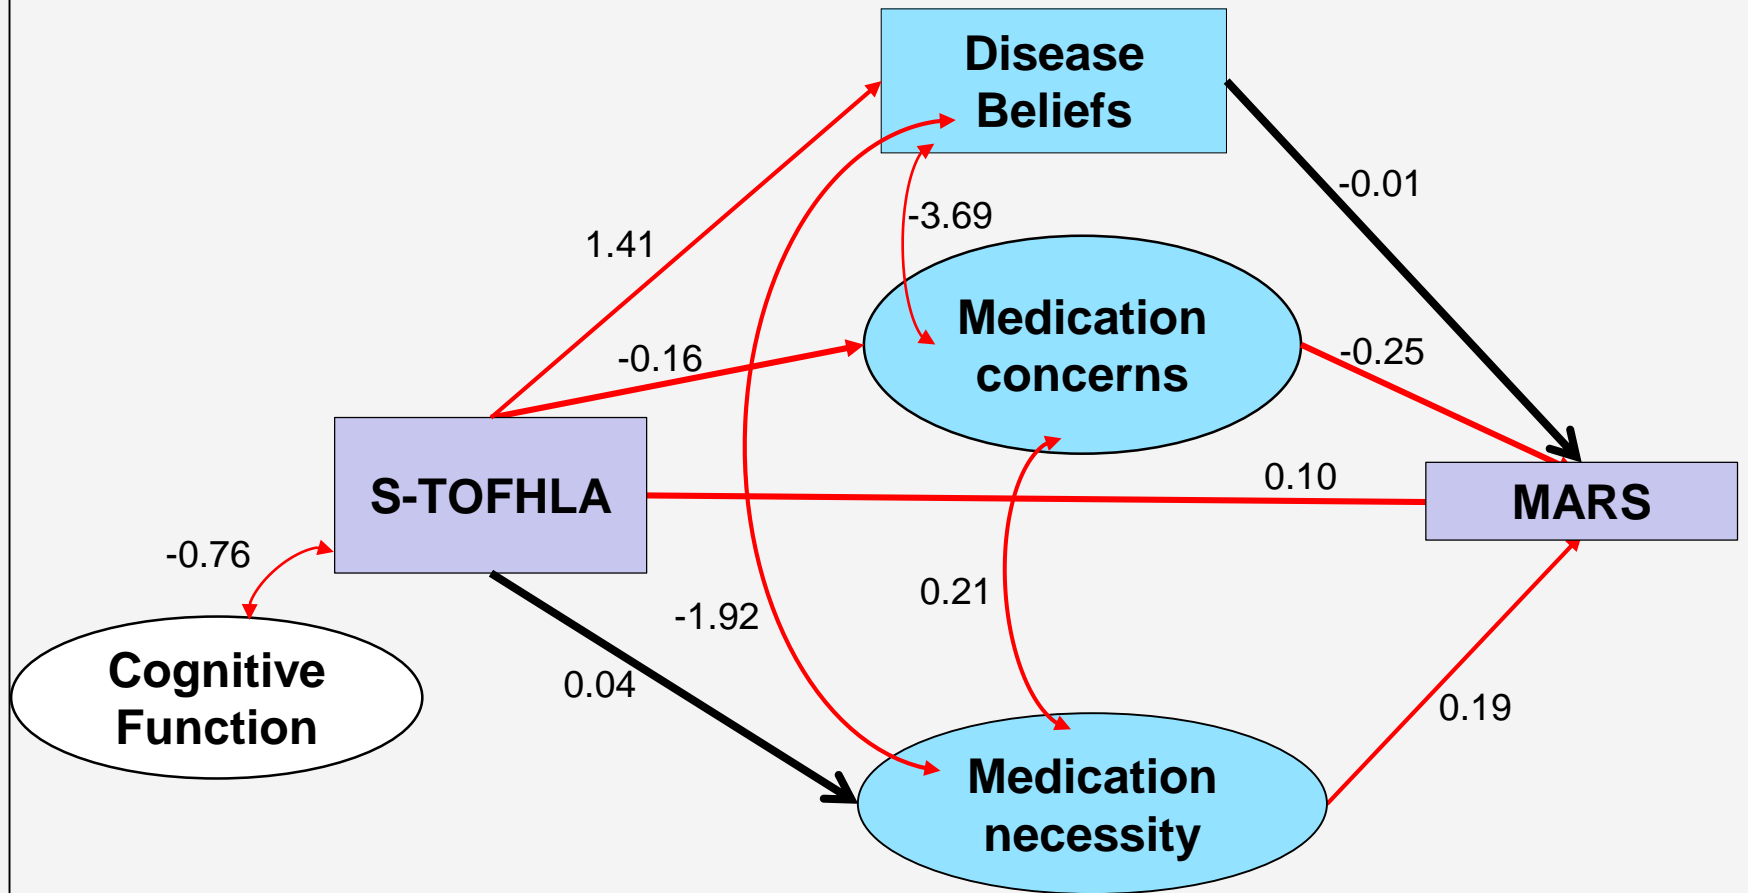 Disease
Beliefs
-0.01
-3.69
1.41
Medication
concerns
-0.16
-0.25
S-TOFHLA
0.10
MARS
-0.76
0.21
-1.92
Cognitive
Function
0.04
0.19
Medication
necessity